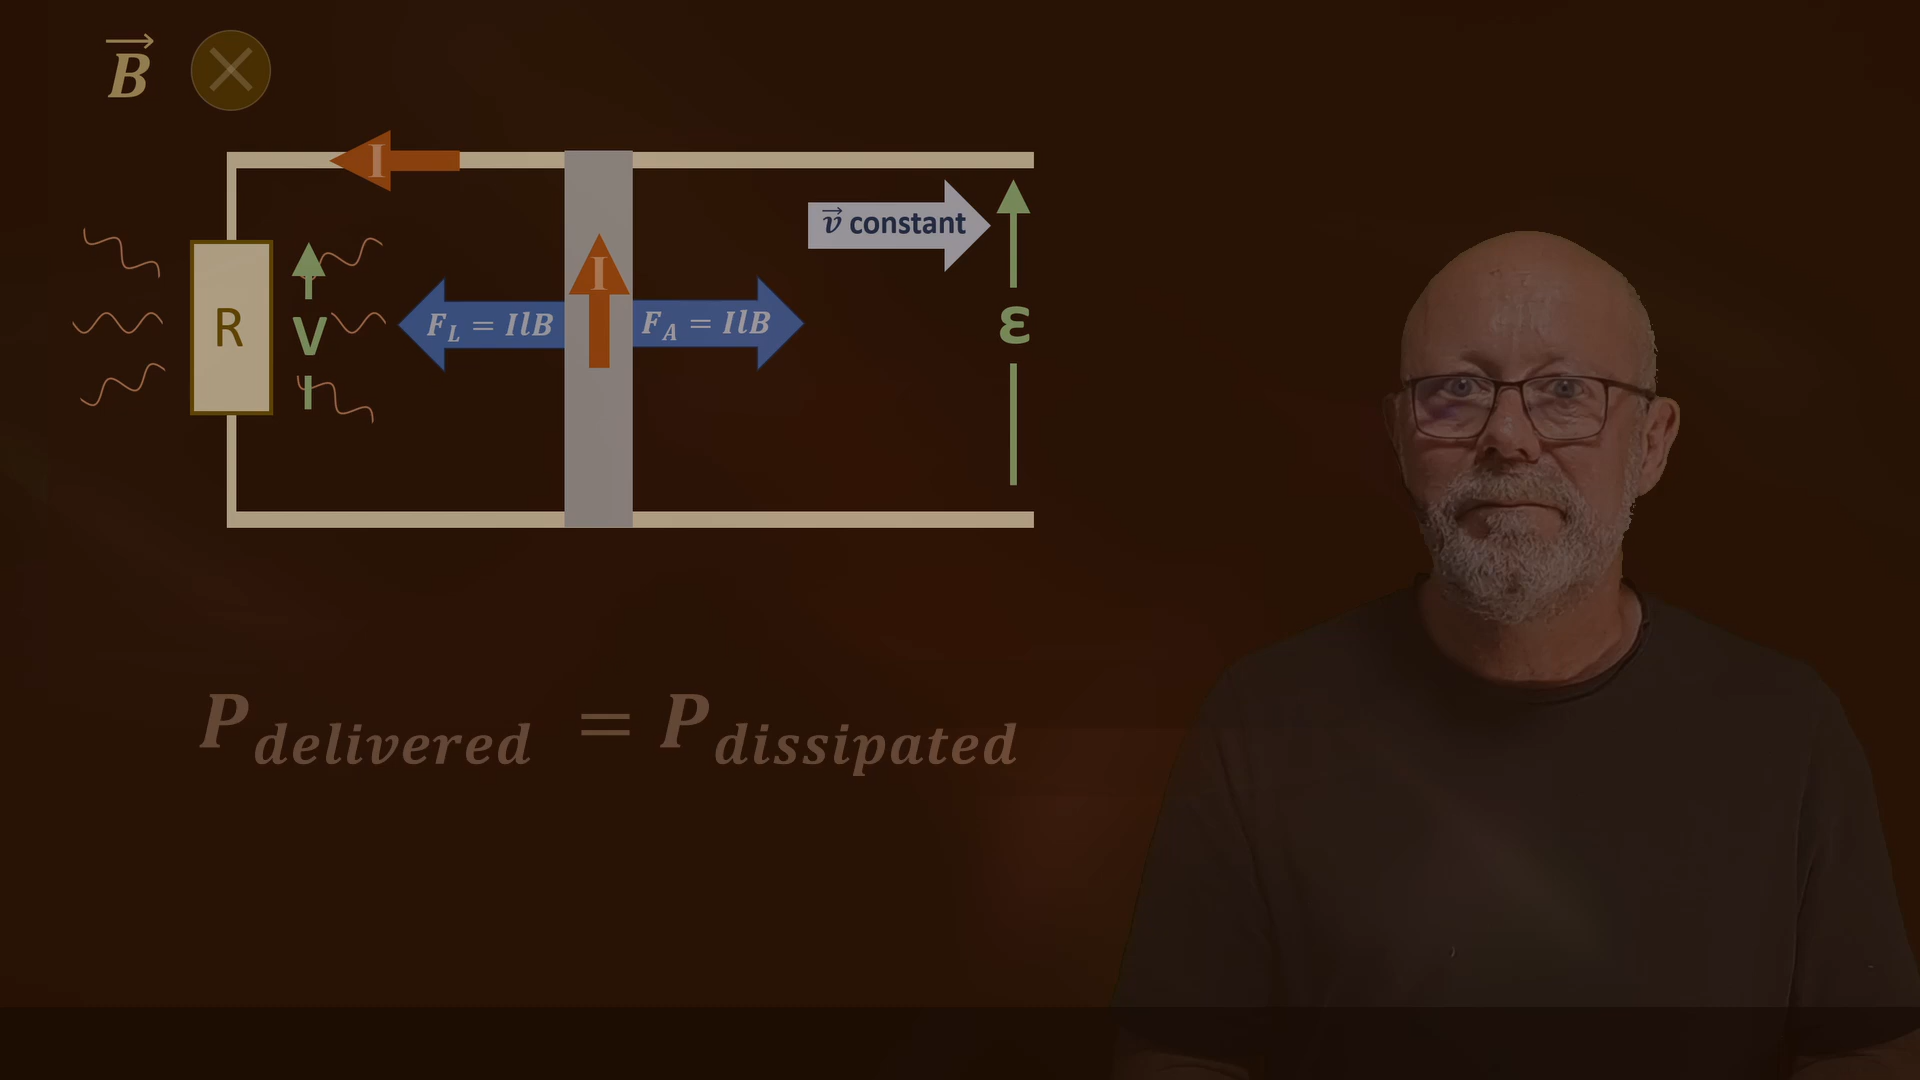 B
I
v constant
I
F_L = IlB
F_A = IlB
R
V
ε
P_delivered = P_dissipated